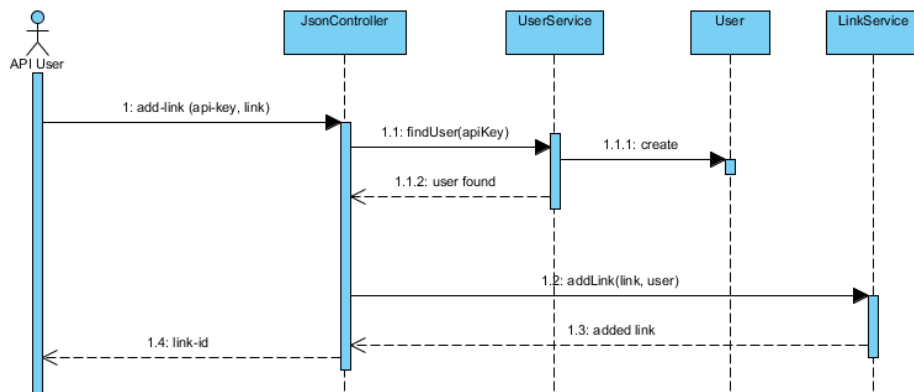 JsonController
UserService
User
LinkService
API User
1: add-link (api-key, link)
1.1: findUser(apiKey)
1.1.1: create
1.1.2: user found
1.2: addLink(link, user)
1.3: added link
1.4: link-id